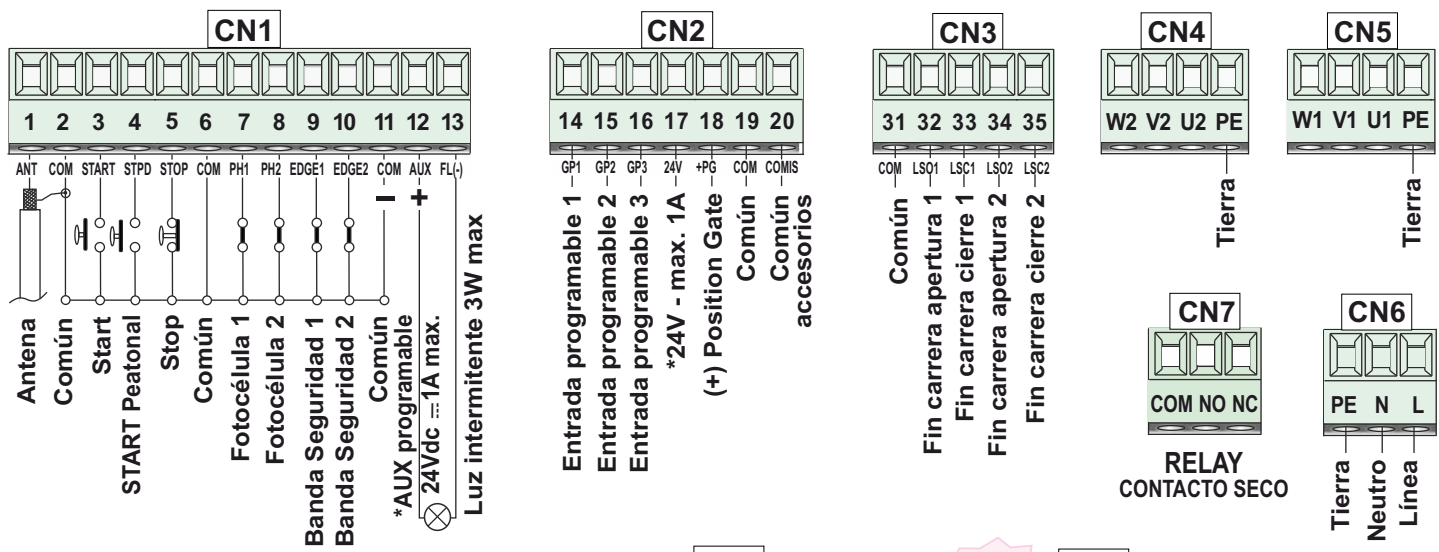 CN1
1 2 3 4 5 6 7 8 9 10 11 12 13
ANT COM START STPD STOP COM PH1 PH2 EDGE1 EDGE2 COM AUX FL(-)
− +
Antena
Común
Start
START Peatonal
Stop
Común
Fotocélula 1
Fotocélula 2
Banda Seguridad 1
Banda Seguridad 2
Común
*AUX programable
24Vdc ⎓ 1A max.
Luz intermitente 3W max
CN2
14 15 16 17 18 19 20
GP1 GP2 GP3 24V +PG COM COMIS
Entrada programable 1
Entrada programable 2
Entrada programable 3
*24V - max. 1A
(+) Position Gate
Común
Común
accesorios
CN3
31 32 33 34 35
COM LSO1 LSC1 LSO2 LSC2
Común
Fin carrera apertura 1
Fin carrera cierre 1
Fin carrera apertura 2
Fin carrera cierre 2
CN4
W2 V2 U2 PE
Tierra
CN5
W1 V1 U1 PE
Tierra
CN7
COM NO NC
RELAY
CONTACTO SECO
CN6
PE N L
Tierra
Neutro
Línea